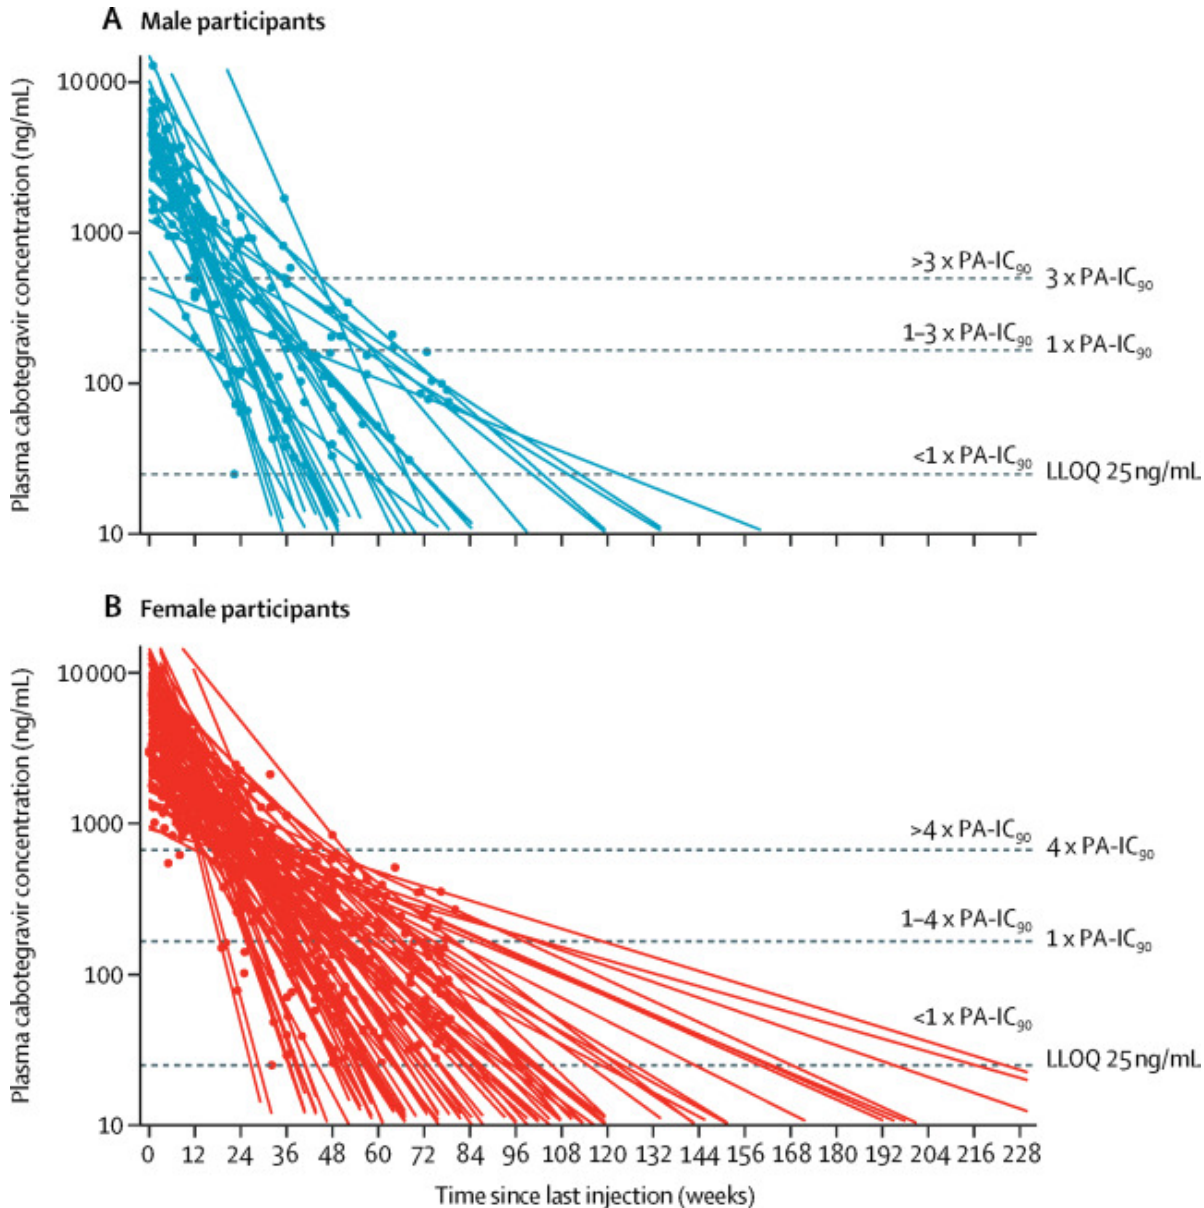 A Male participants
Plasma cabotegravir concentration (ng/mL)
10 000
1000
100
10
>3 x PA-IC₉₀
3 x PA-IC₉₀
1–3 x PA-IC₉₀
1 x PA-IC₉₀
<1 x PA-IC₉₀
LLOQ 25 ng/mL
B Female participants
Plasma cabotegravir concentration (ng/mL)
10 000
1000
100
10
>4 x PA-IC₉₀
4 x PA-IC₉₀
1–4 x PA-IC₉₀
1 x PA-IC₉₀
<1 x PA-IC₉₀
LLOQ 25 ng/mL
0 12 24 36 48 60 72 84 96 108 120 132 144 156 168 180 192 204 216 228
Time since last injection (weeks)